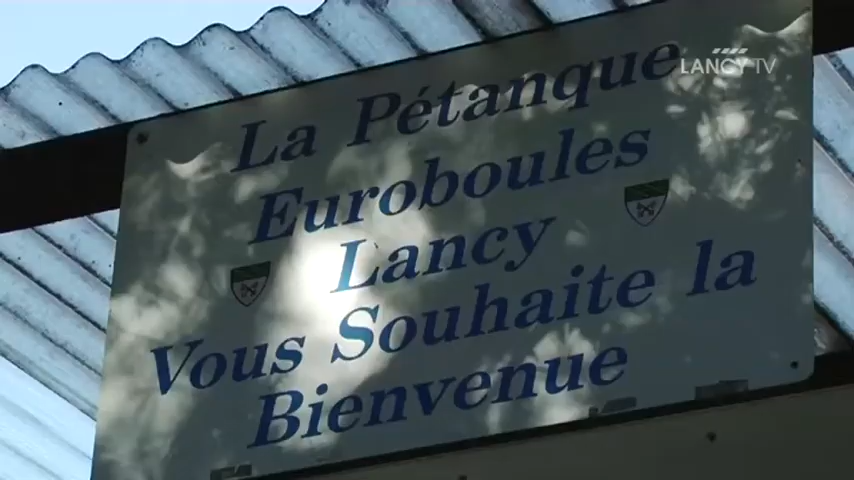 LANCY TV
La Pétanque
Euroboules
Lancy
Vous Souhaite la
Bienvenue